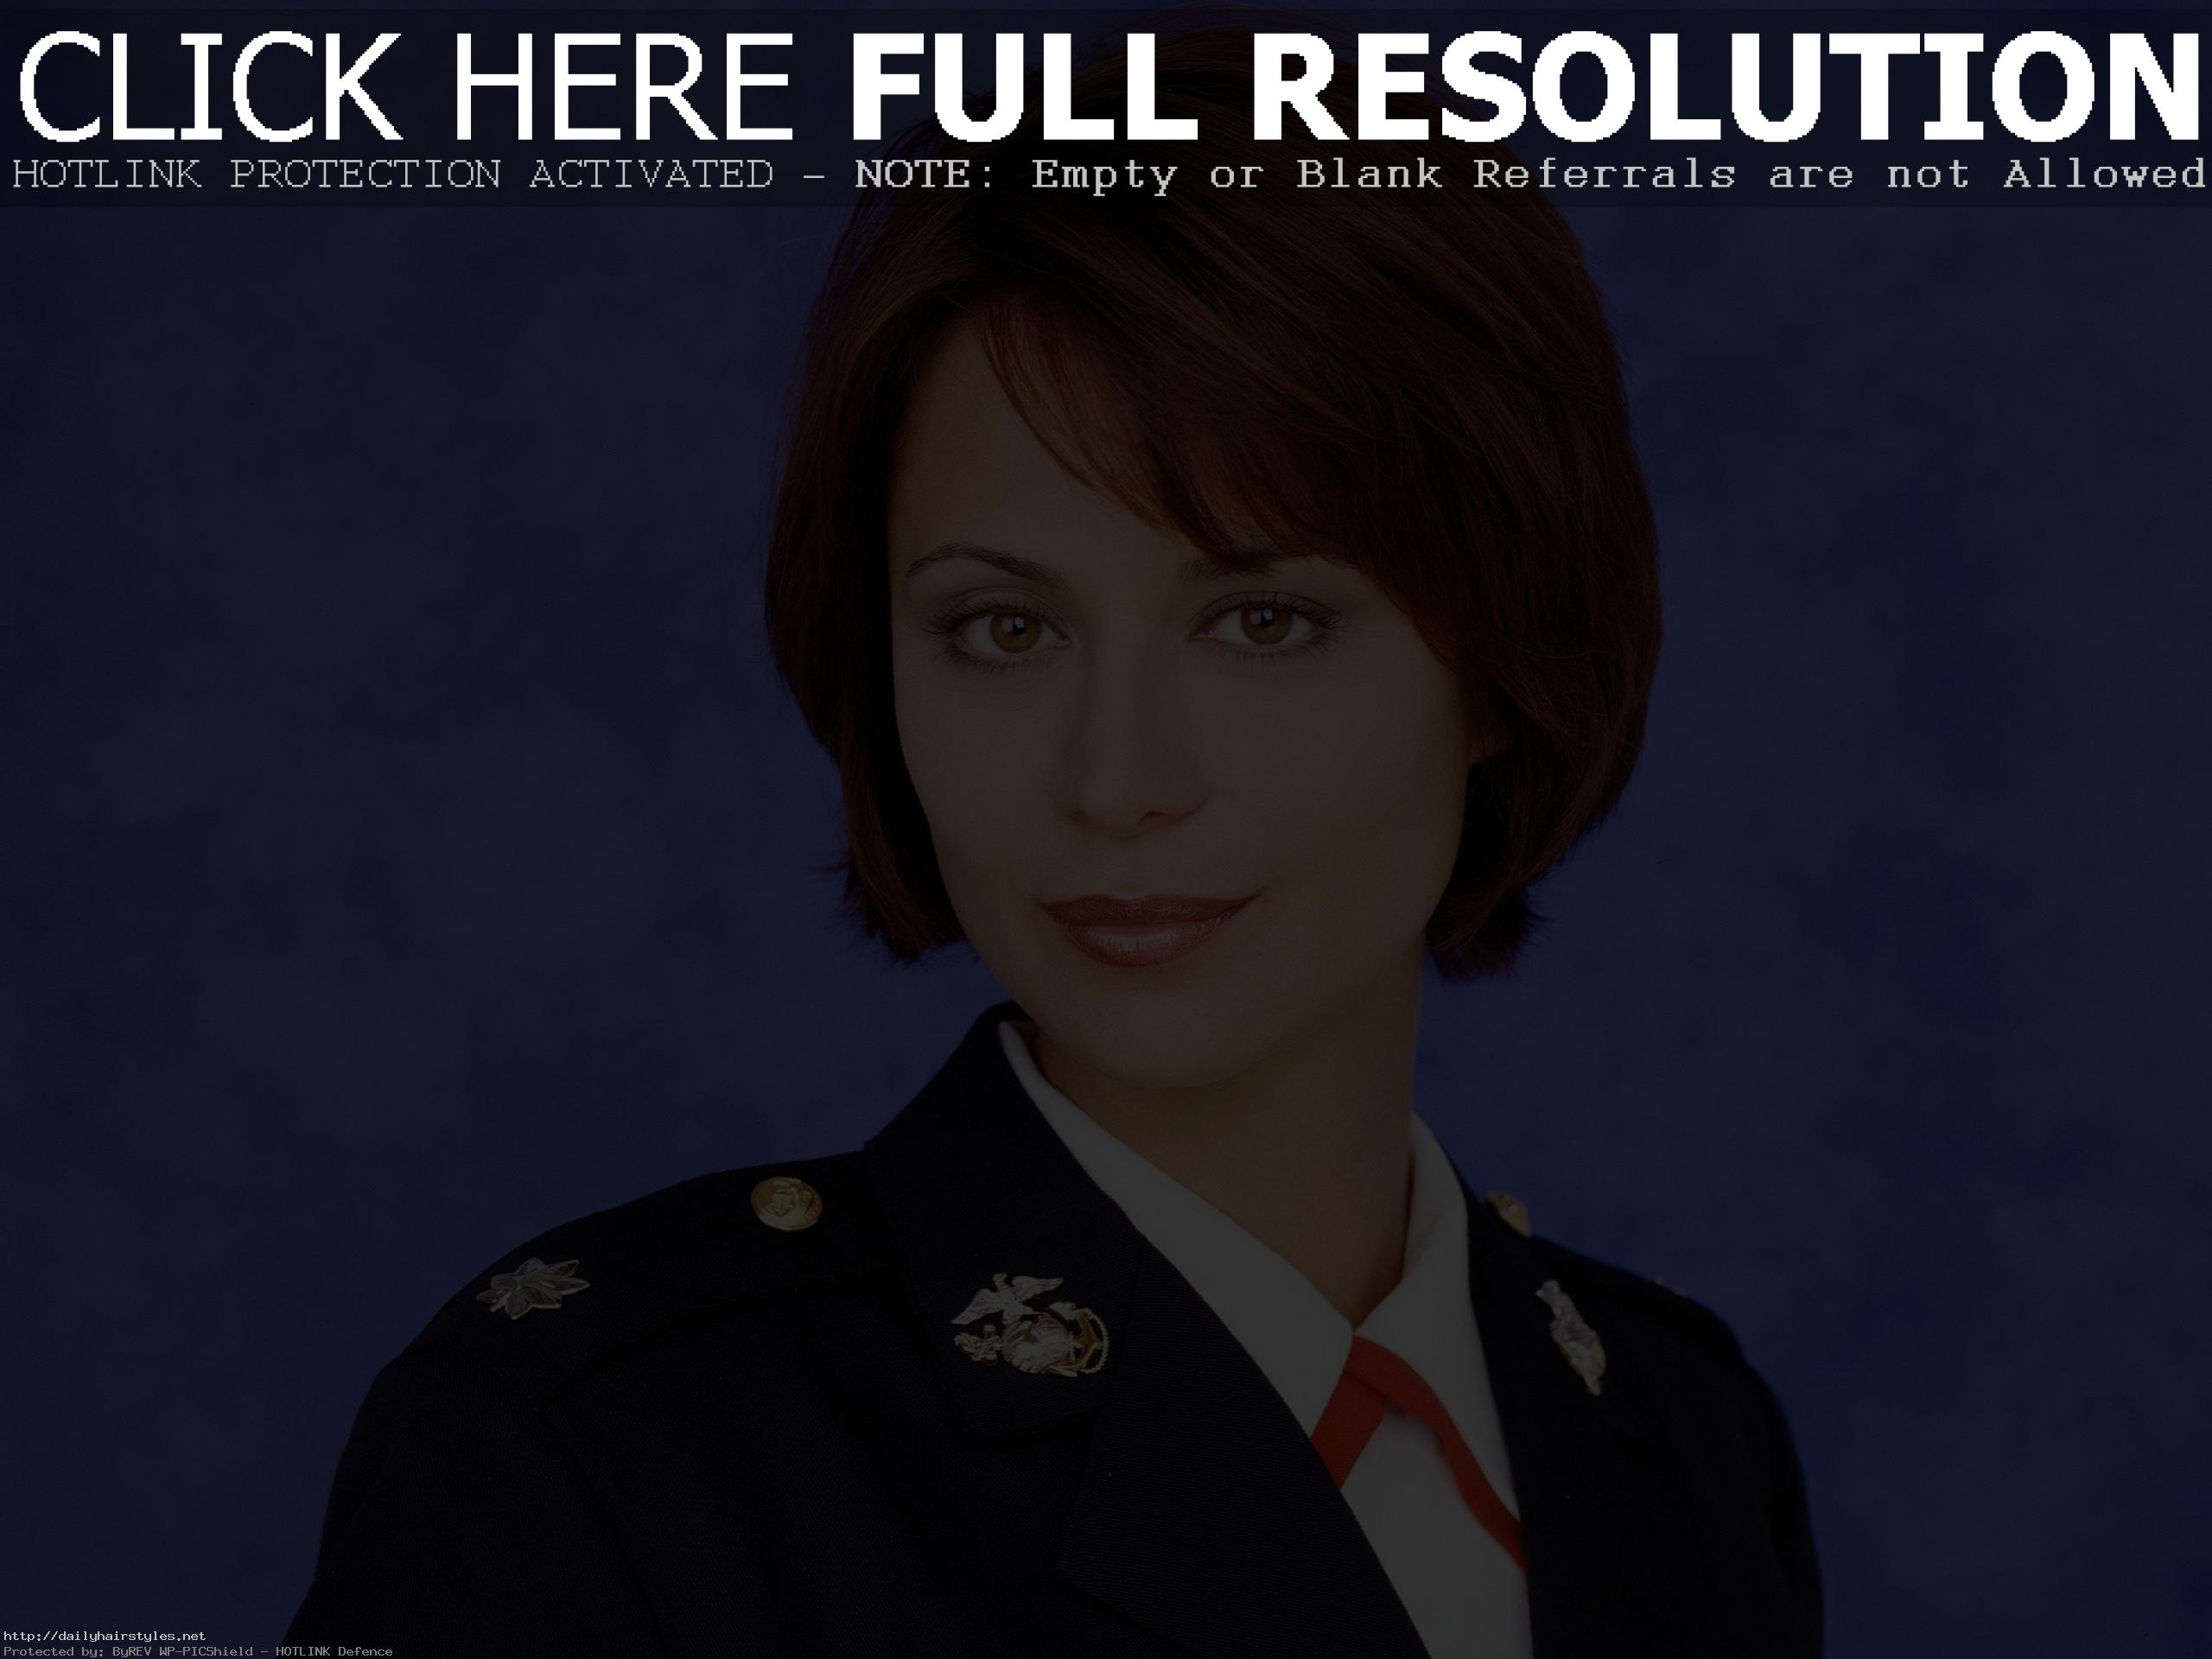 CLICK HERE FULL RESOLUTION
HOTLINK PROTECTION ACTIVATED – NOTE: Empty or Blank Referrals are not Allowed
http://dailyhairstyles.net
Protected by: ByREV WP-PICShield – HOTLINK Defence